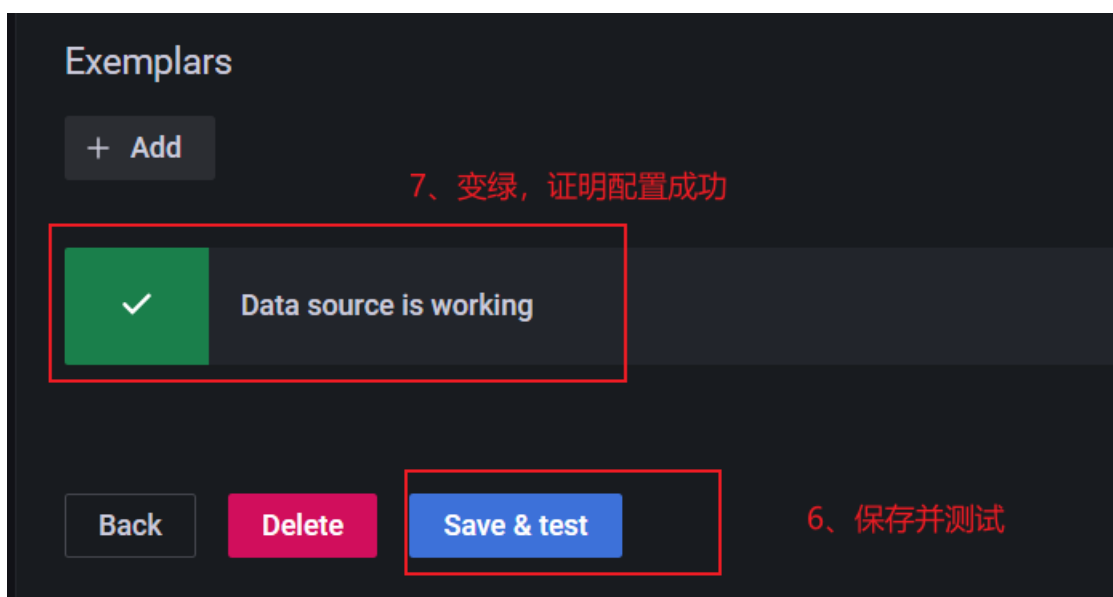 Exemplars
+ Add
7、变绿，证明配置成功
Data source is working
Back Delete Save & test 6、保存并测试